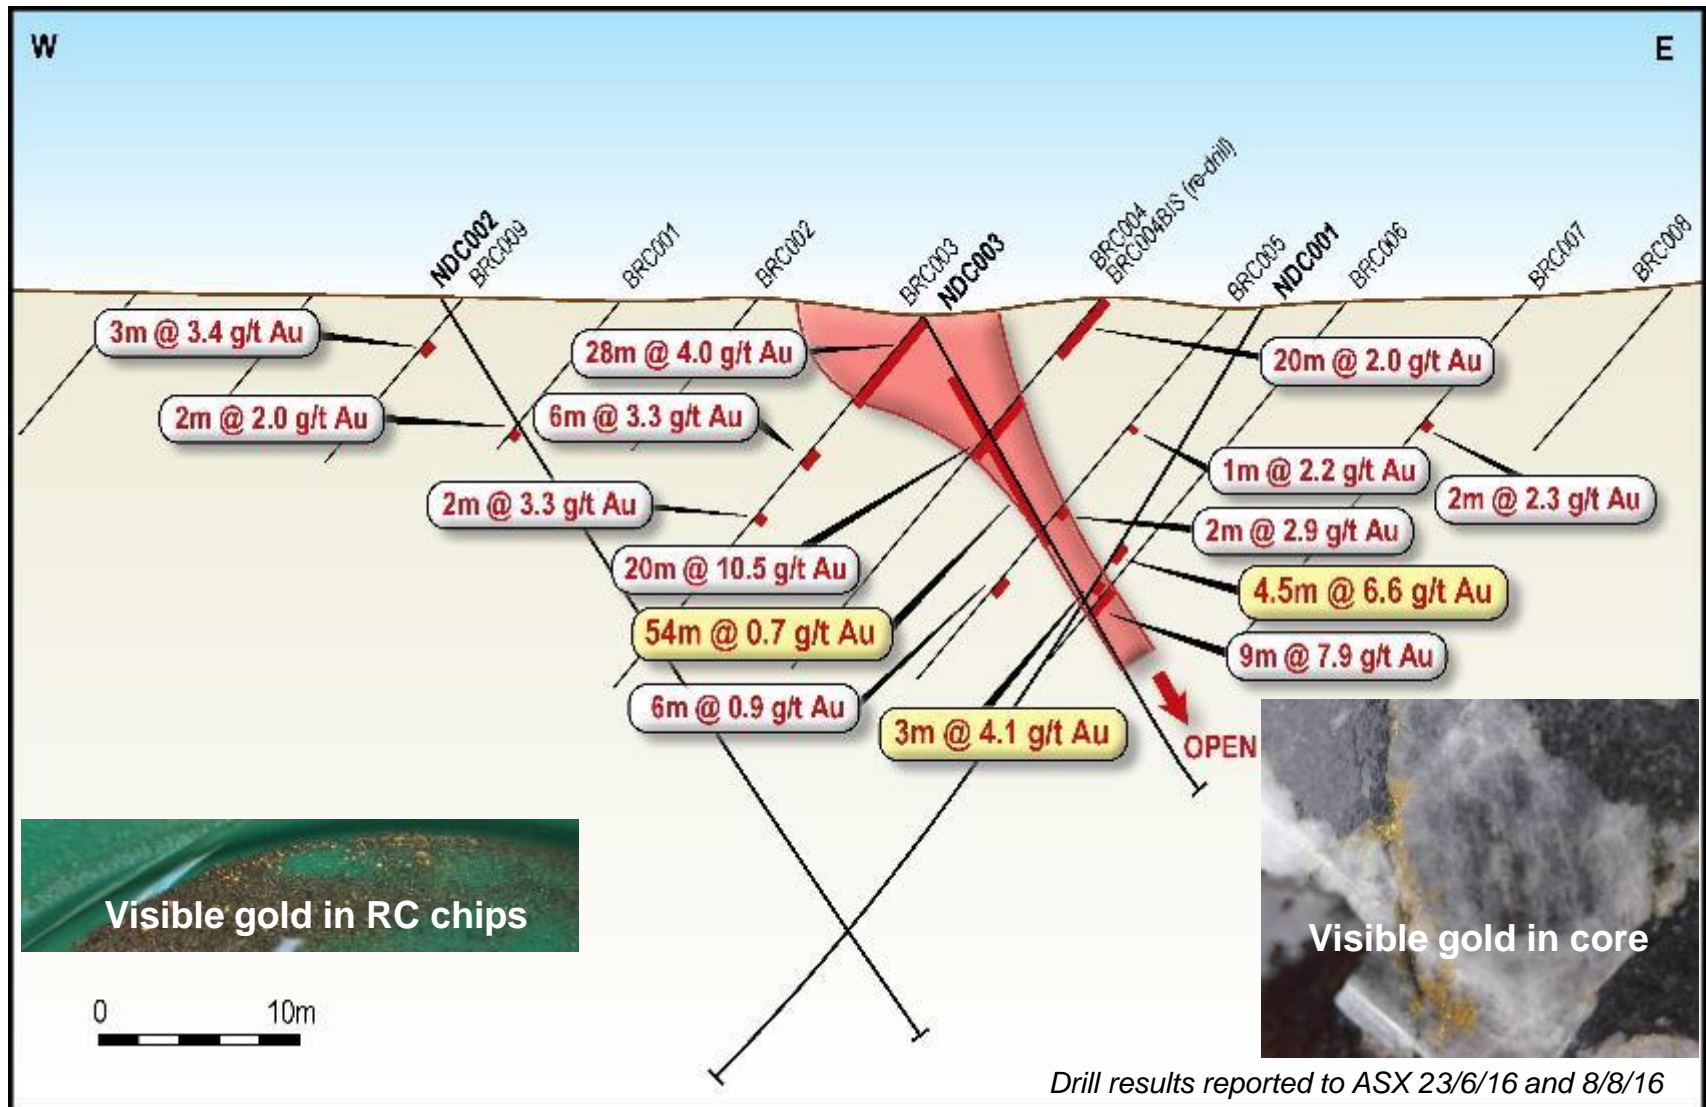 W
E
NDC002
BRC009
BRC001
BRC002
BRC003
NDC003
BRC004
BRC004BIS (re-drill)
BRC005
NDC001
BRC006
BRC007
BRC008
3m @ 3.4 g/t Au
28m @ 4.0 g/t Au
20m @ 2.0 g/t Au
2m @ 2.0 g/t Au
6m @ 3.3 g/t Au
1m @ 2.2 g/t Au
2m @ 2.3 g/t Au
2m @ 3.3 g/t Au
2m @ 2.9 g/t Au
20m @ 10.5 g/t Au
4.5m @ 6.6 g/t Au
54m @ 0.7 g/t Au
9m @ 7.9 g/t Au
6m @ 0.9 g/t Au
3m @ 4.1 g/t Au
OPEN
Visible gold in RC chips
Visible gold in core
0 10m
Drill results reported to ASX 23/6/16 and 8/8/16